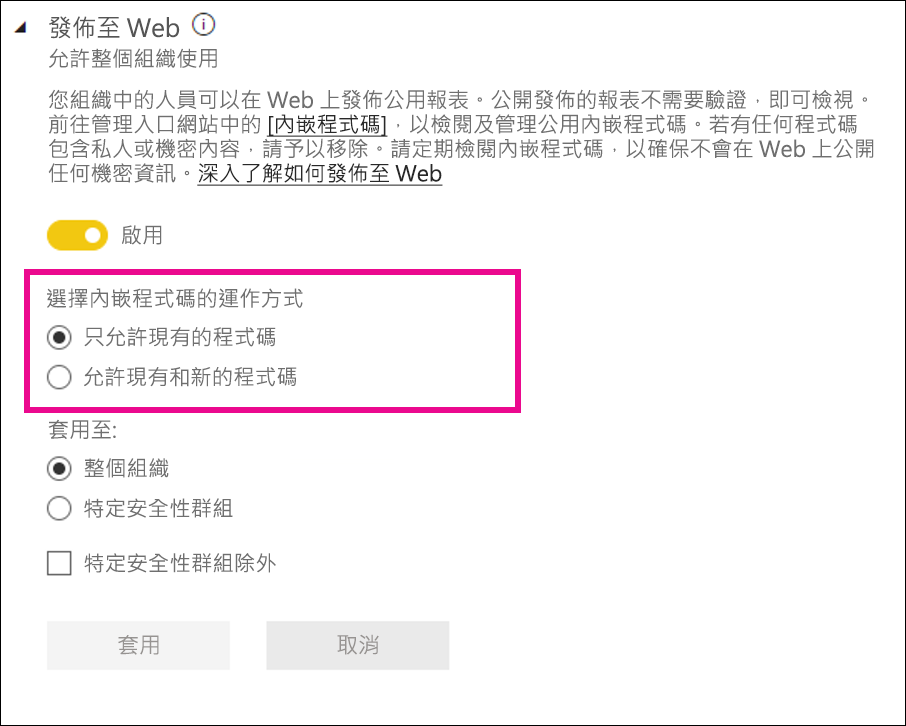 發佈至 Web
允許整個組織使用
您組織中的人員可以在 Web 上發佈公用報表。公開發佈的報表不需要驗證，即可檢視。
前往管理入口網站中的 [內嵌程式碼]，以檢閱及管理公用內嵌程式碼。若有任何程式碼
包含私人或機密內容，請予以移除。請定期檢閱內嵌程式碼，以確保不會在 Web 上公開
任何機密資訊。深入了解如何發佈至 Web
啟用
選擇內嵌程式碼的運作方式
只允許現有的程式碼
允許現有和新的程式碼
套用至:
整個組織
特定安全性群組
特定安全性群組除外
套用
取消